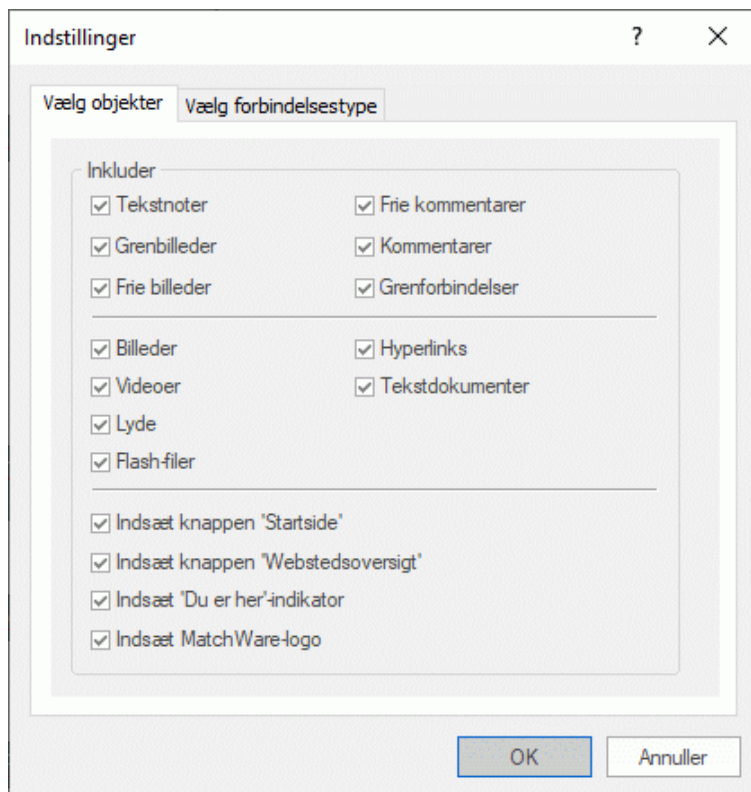 Indstillinger
?
Vælg objekter
Vælg forbindelsestype
Inkluder
Tekstnoter
Frie kommentarer
Grenbilleder
Kommentarer
Frie billeder
Grenforbindelser
Billeder
Hyperlinks
Videoer
Tekstdokumenter
Lyde
Flash-filer
Indsæt knappen 'Startside'
Indsæt knappen 'Webstedsoversigt'
Indsæt 'Du er her'-indikator
Indsæt MatchWare-logo
OK
Annuller